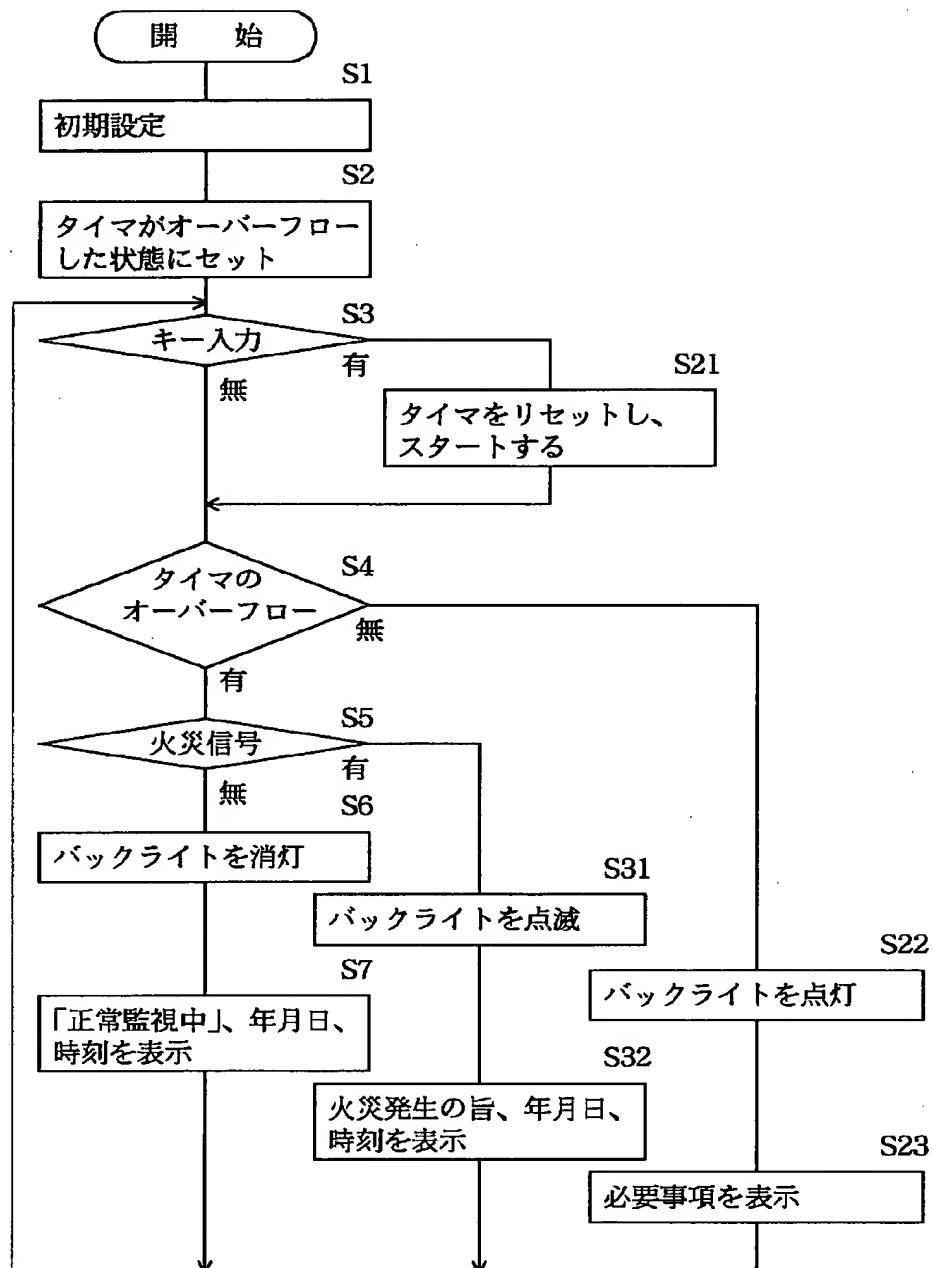 開 始
S1
初期設定
S2
タイマがオーバーフロー
した状態にセット
S3
キー入力
有
無
S21
タイマをリセットし、
スタートする
S4
タイマの
オーバーフロー
無
有
S5
火災信号
有
無
S6
バックライトを消灯
S31
バックライトを点滅
S22
バックライトを点灯
S7
「正常監視中」、年月日、
時刻を表示
S32
火災発生の旨、年月日、
時刻を表示
S23
必要事項を表示